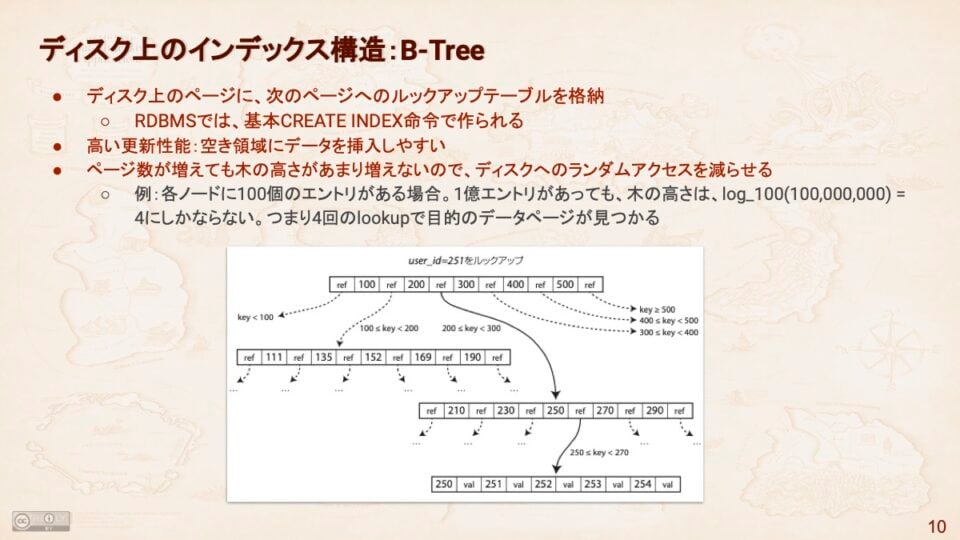 ディスク上のインデックス構造：B-Tree
● ディスク上のページに、次のページへのルックアップテーブルを格納
○ RDBMSでは、基本CREATE INDEX命令で作られる
● 高い更新性能：空き領域にデータを挿入しやすい
● ページ数が増えても木の高さがあまり増えないので、ディスクへのランダムアクセスを減らせる
○ 例：各ノードに100個のエントリがある場合。1億エントリがあっても、木の高さは、log_100(100,000,000) =
4にしかならない。つまり4回のlookupで目的のデータページが見つかる
user_id=251をルックアップ
ref 100 ref 200 ref 300 ref 400 ref 500 ref
key < 100
100 ≤ key < 200
200 ≤ key < 300
key ≥ 500
400 ≤ key < 500
300 ≤ key < 400
ref 111 ref 135 ref 152 ref 169 ref 190 ref
... ... ... ... ... ...
ref 210 ref 230 ref 250 ref 270 ref 290 ref
... ... ... ... ...
250 ≤ key < 270
250 val 251 val 252 val 253 val 254 val
cc BY
10